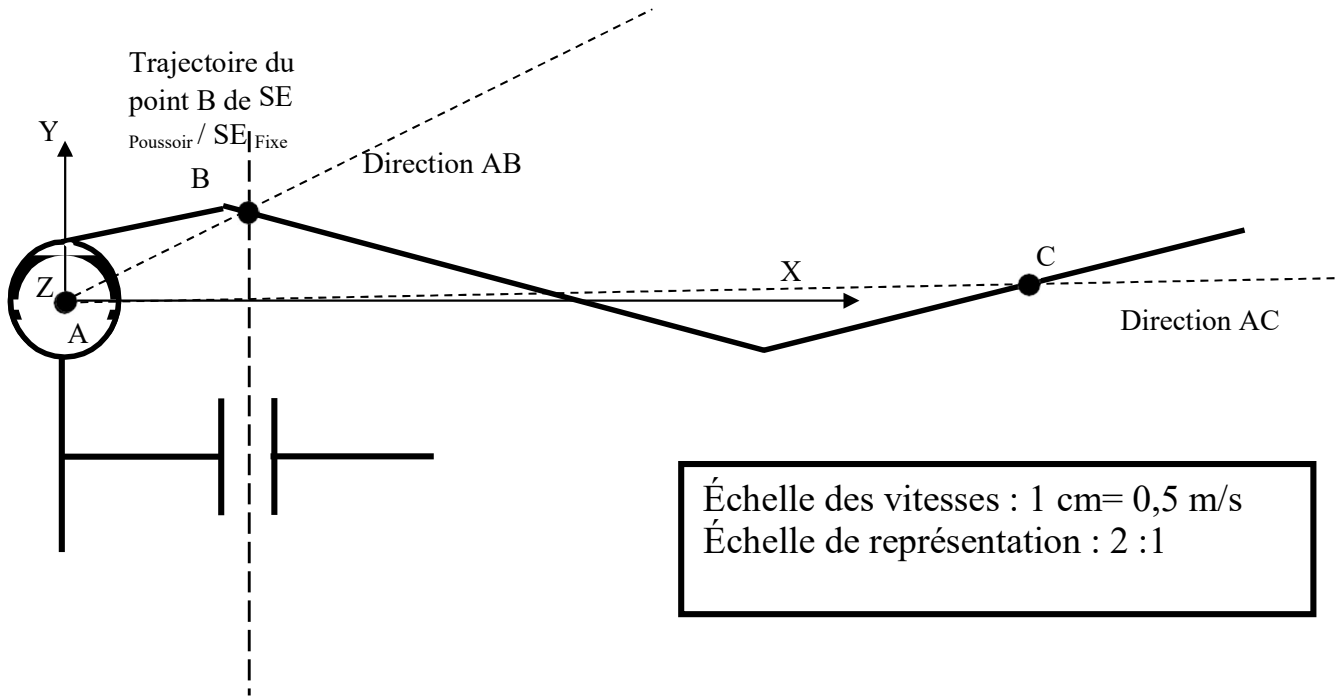 Trajectoire du
point B de SE
Poussoir / SE Fixe
Y
B
Direction AB
Z
A
X
C
Direction AC
Échelle des vitesses : 1 cm= 0,5 m/s
Échelle de représentation : 2 :1